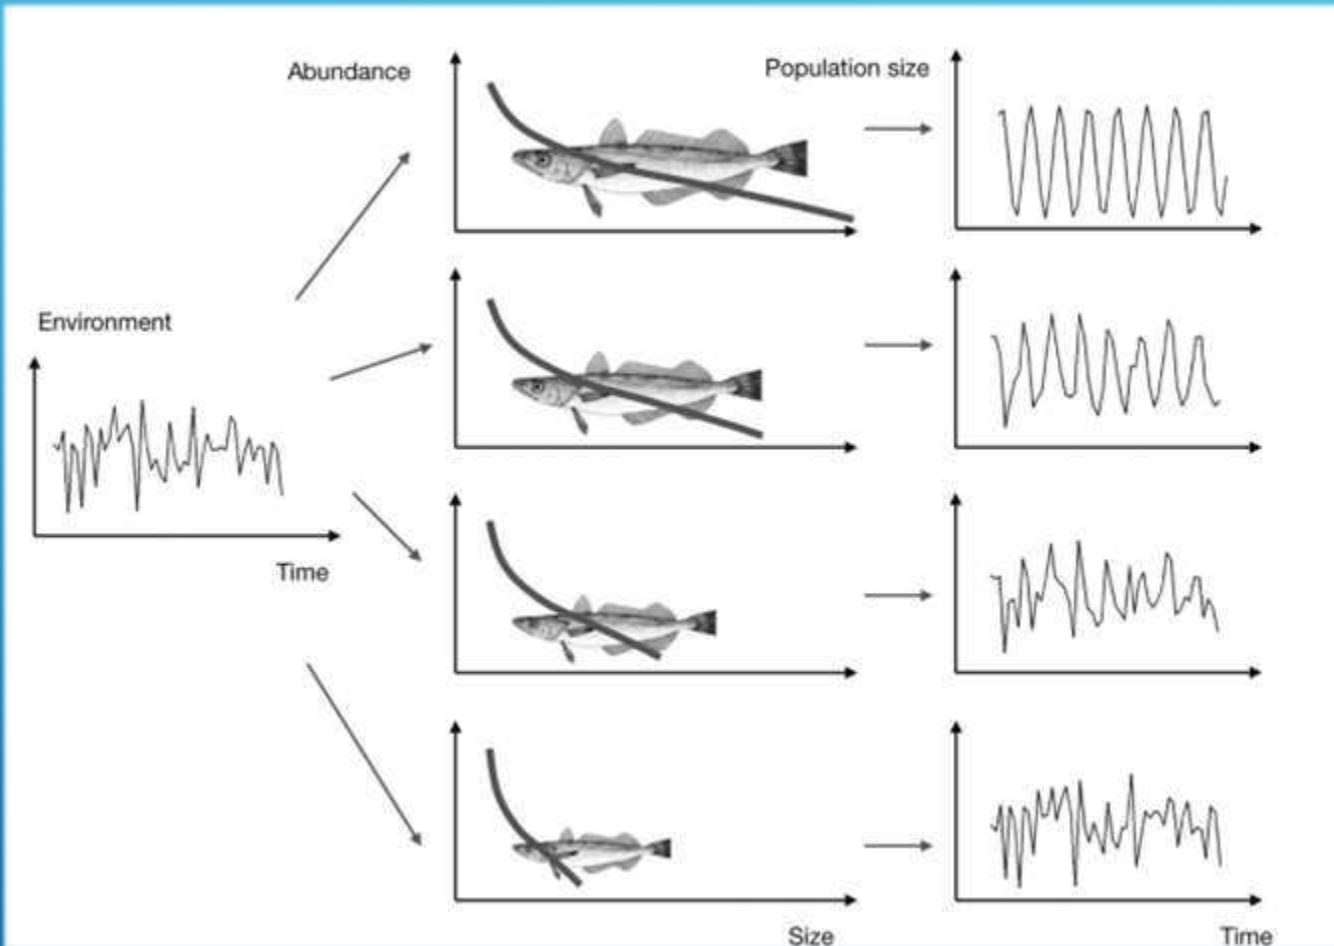 Abundance
Population size
Environment
Time
Size
Time